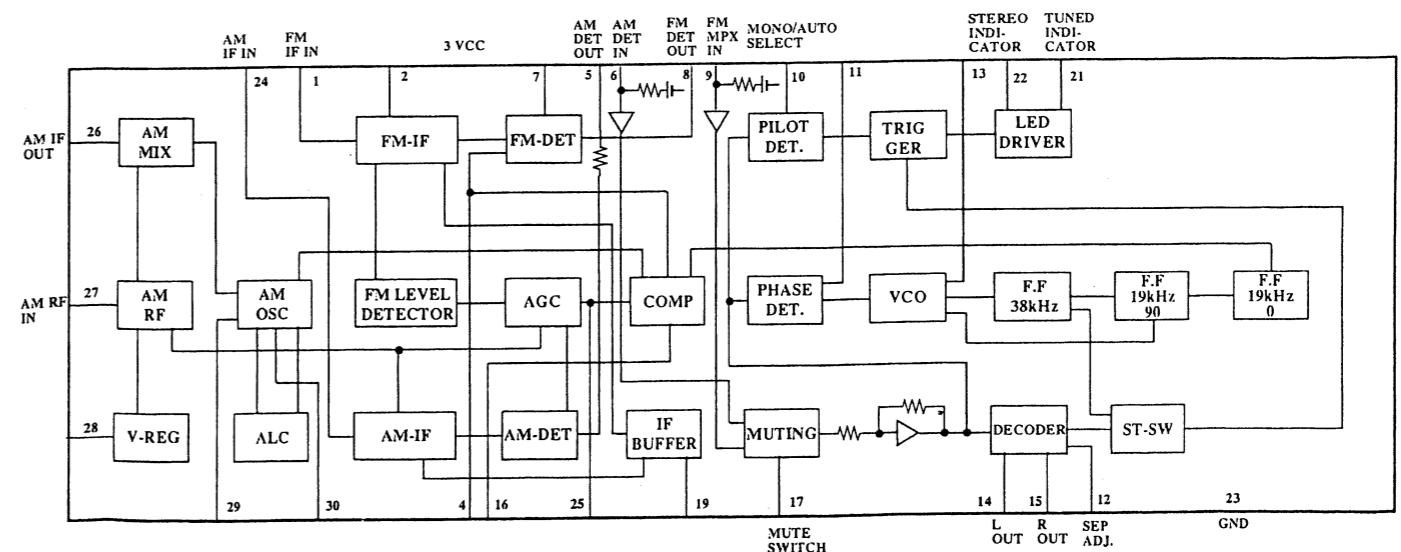 AM
IF IN
FM
IF IN
3 VCC
AM
DET
OUT
AM
DET
IN
FM
DET
OUT
FM
MPX
IN
MONO/AUTO
SELECT
STEREO
INDI-
CATOR
TUNED
INDI-
CATOR
24
1
2
7
5
6
8
9
10
11
13
22
21
AM IF
OUT
26
AM
MIX
FM-IF
FM-DET
PILOT
DET.
TRIG
GER
LED
DRIVER
AM RF
IN
27
AM
RF
AM
OSC
FM LEVEL
DETECTOR
AGC
COMP
PHASE
DET.
VCO
F.F
38kHz
F.F
19kHz
90
F.F
19kHz
0
28
V-REG
ALC
AM-IF
AM-DET
IF
BUFFER
MUTING
DECODER
ST-SW
29
30
4
16
25
19
17
14
15
12
23
MUTE
SWITCH
L
OUT
R
OUT
SEP
ADJ.
GND